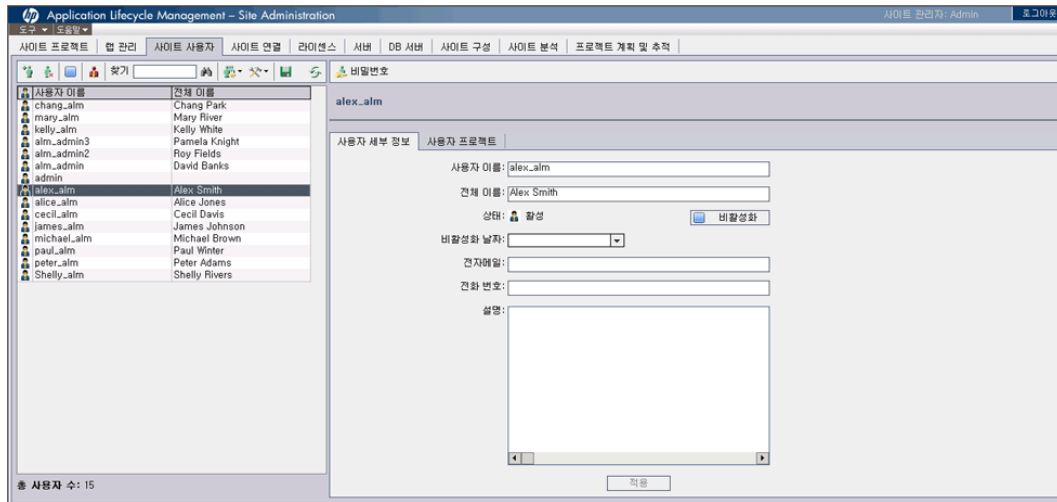 hp Application Lifecycle Management – Site Administration
사이트 관리자: Admin
로그아웃
도구 도움말
사이트 프로젝트 랩 관리 사이트 사용자 사이트 연결 라이센스 서버 DB 서버 사이트 구성 사이트 분석 프로젝트 계획 및 추적
찾기
비밀번호
사용자 이름 전체 이름
chang_alm Chang Park
mary_alm Mary River
kelly_alm Kelly White
alm_admin3 Pamela Knight
alm_admin2 Roy Fields
alm_admin David Banks
admin
alex_alm Alex Smith
alice_alm Alice Jones
cecil_alm Cecil Davis
james_alm James Johnson
michael_alm Michael Brown
paul_alm Paul Winter
peter_alm Peter Adams
Shelly_alm Shelly Rivers
총 사용자 수: 15
alex_alm
사용자 세부 정보 사용자 프로젝트
사용자 이름: alex_alm
전체 이름: Alex Smith
상태: 활성 비활성화
비활성화 날짜:
전자메일:
전화 번호:
설명:
적용